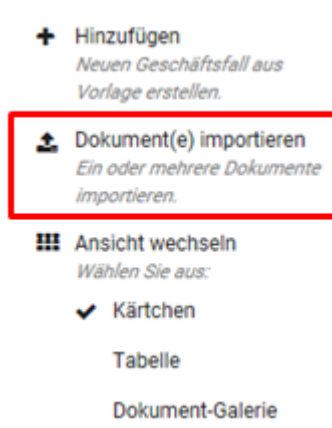 Hinzufügen
Neuen Geschäftsfall aus
Vorlage erstellen.
Dokument(e) importieren
Ein oder mehrere Dokumente
importieren.
Ansicht wechseln
Wählen Sie aus:
Kärtchen
Tabelle
Dokument-Galerie